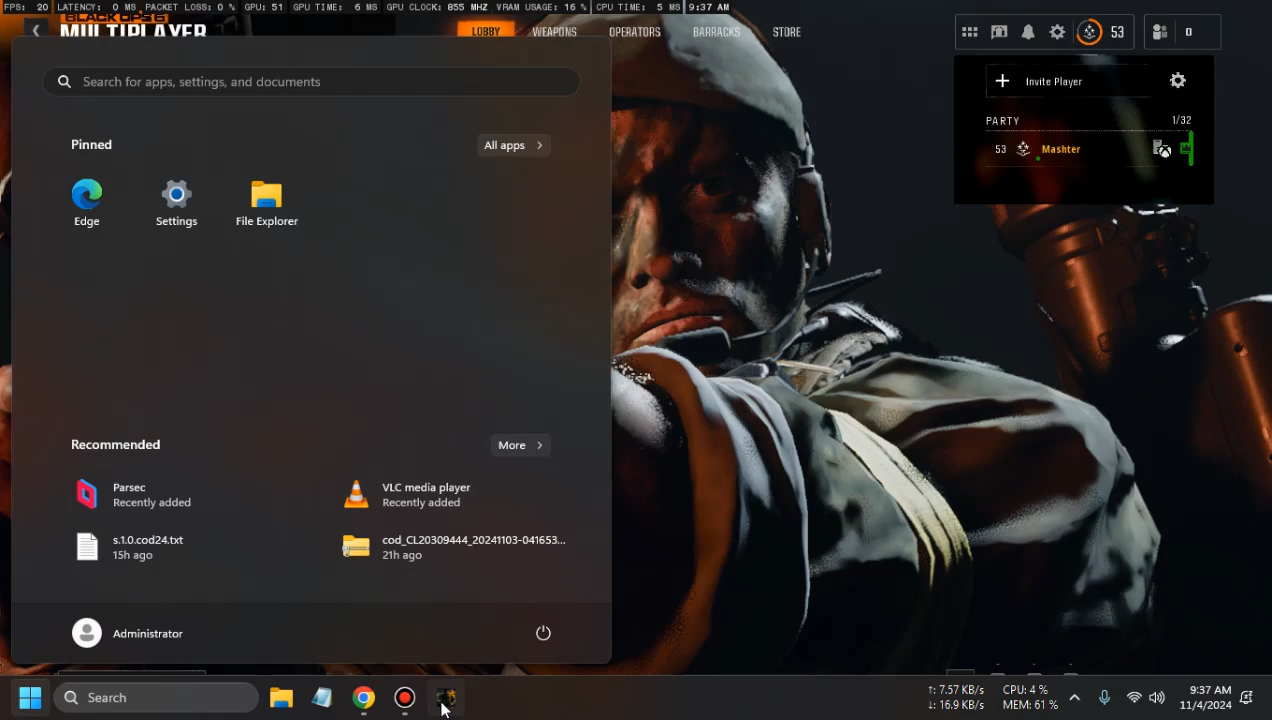 FPS: 20 LATENCY: 0 MS PACKET LOSS: 0 % GPU: 51 GPU TIME: 6 MS GPU CLOCK: 855 MHZ VRAM USAGE: 16 % CPU TIME: 5 MS 9:37 AM
BLACK OPS 6
MULTIPLAYER
LOBBY WEAPONS OPERATORS BARRACKS STORE
53 0
Invite Player
PARTY 1/32
53 Mashter
Search for apps, settings, and documents
Pinned
All apps
Edge Settings File Explorer
Recommended
More
Parsec
Recently added
VLC media player
Recently added
s.1.0.cod24.txt
15h ago
cod_CL20309444_20241103-041653...
21h ago
Administrator
Search
↑: 7.57 KB/s CPU: 4 %
↓: 16.9 KB/s MEM: 61 %
9:37 AM
11/4/2024